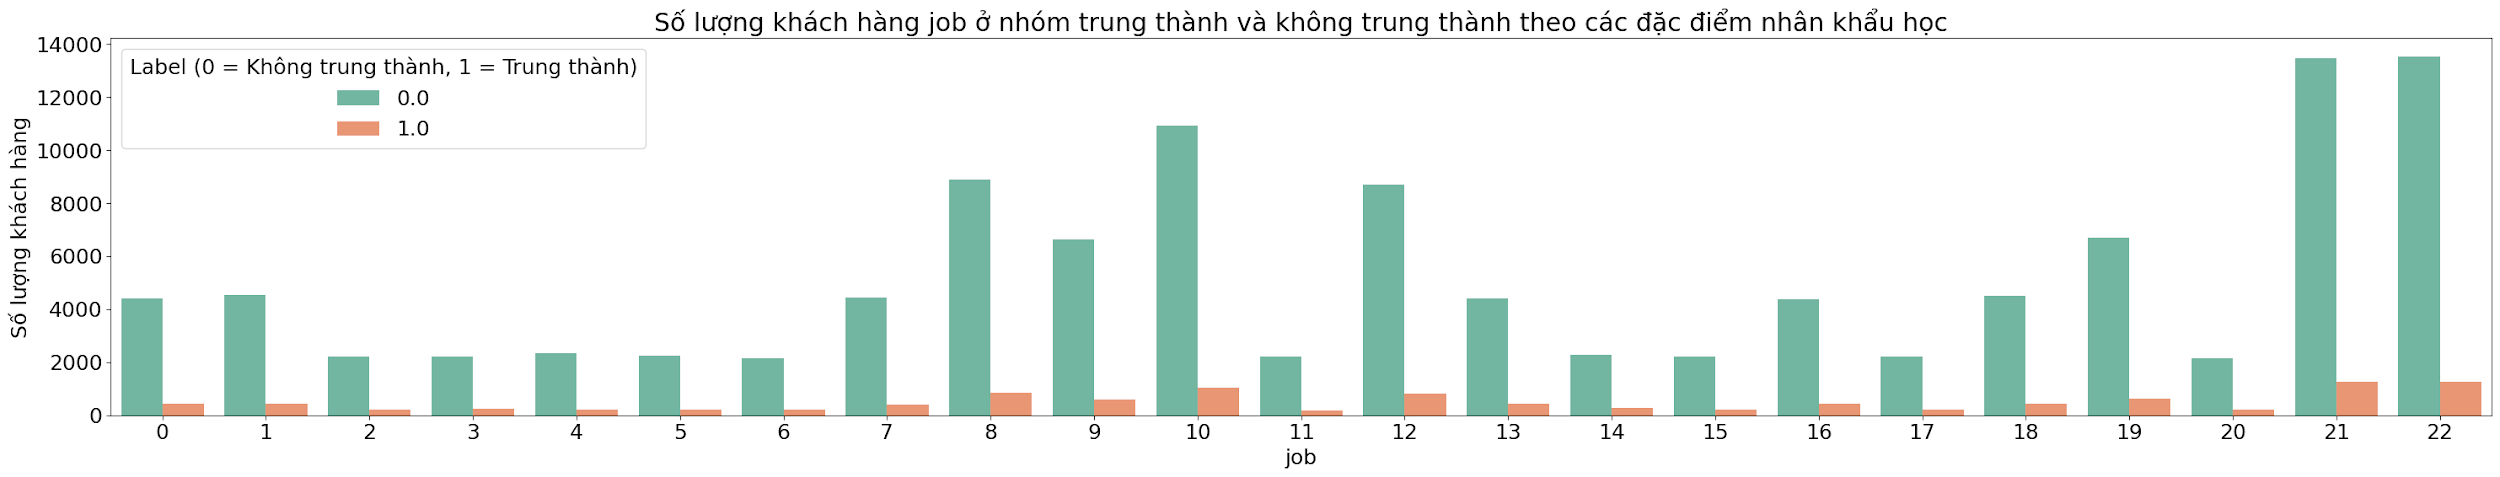 Số lượng khách hàng job ở nhóm trung thành và không trung thành theo các đặc điểm nhân khẩu học
Label (0 = Không trung thành, 1 = Trung thành)
0.0
1.0
Số lượng khách hàng
14000
12000
10000
8000
6000
4000
2000
0
0 1 2 3 4 5 6 7 8 9 10 11 12 13 14 15 16 17 18 19 20 21 22
job